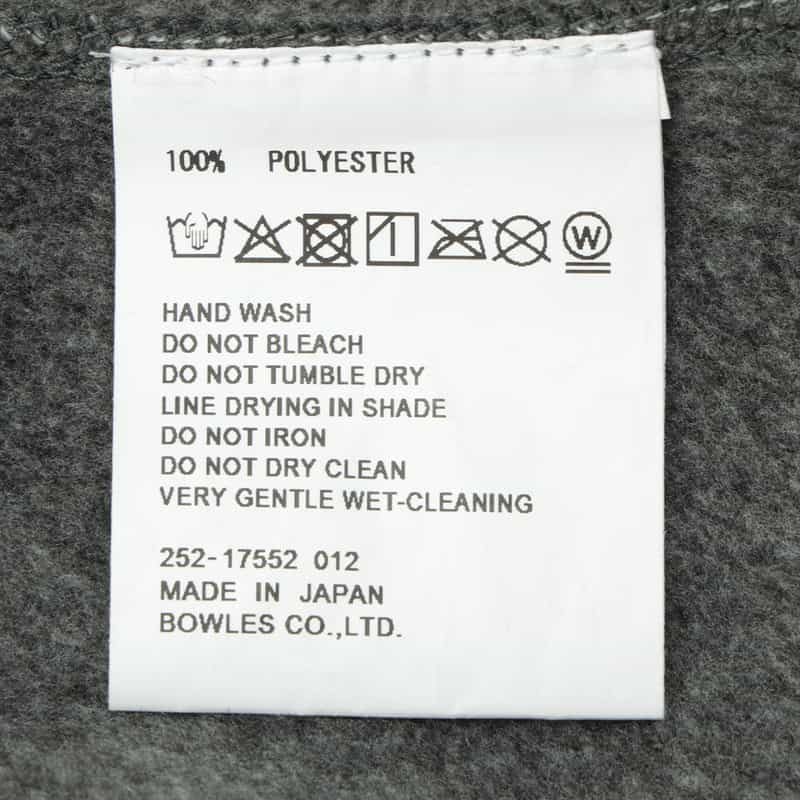 100% POLYESTER
W
HAND WASH
DO NOT BLEACH
DO NOT TUMBLE DRY
LINE DRYING IN SHADE
DO NOT IRON
DO NOT DRY CLEAN
VERY GENTLE WET-CLEANING
252-17552 012
MADE IN JAPAN
BOWLES CO.,LTD.